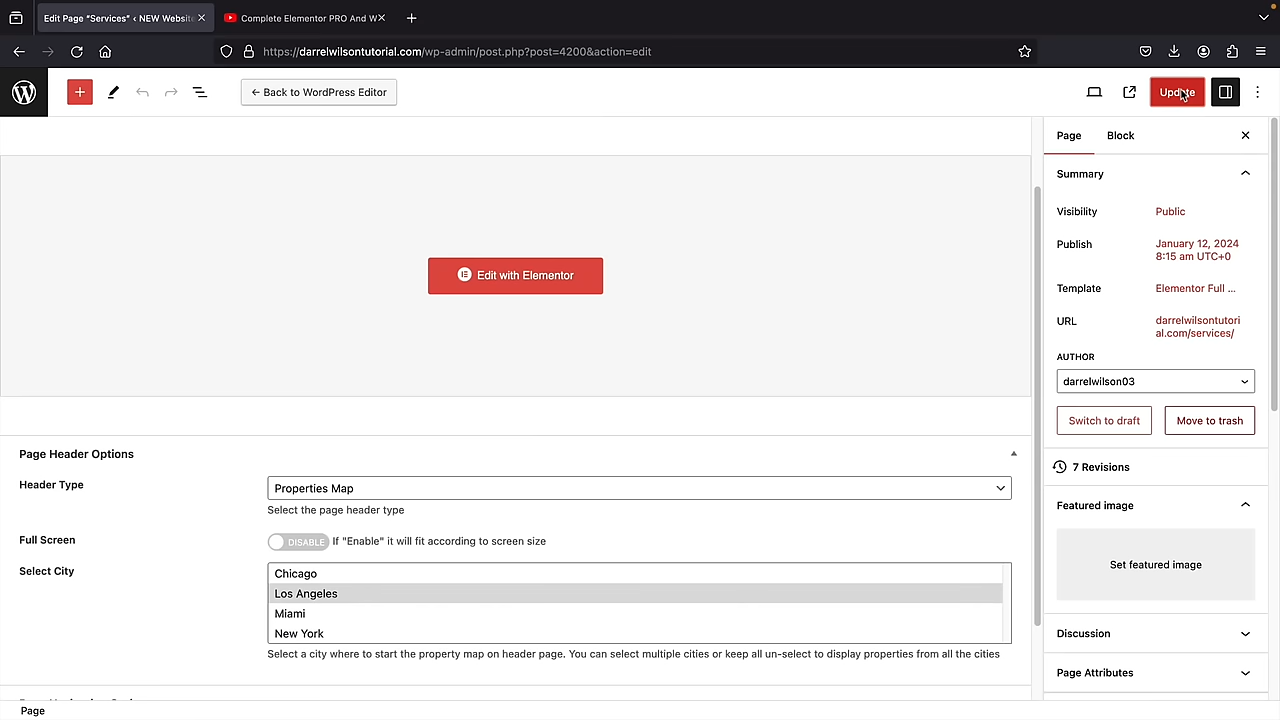 Edit Page "Services" ‹ NEW Website
Complete Elementor PRO And W
https://darrelwilsontutorial.com/wp-admin/post.php?post=4200&action=edit
← Back to WordPress Editor
Update
Page
Block
Summary
Visibility
Public
Publish
January 12, 2024
8:15 am UTC+0
Template
Elementor Full ...
URL
darrelwilsontutori
al.com/services/
AUTHOR
darrelwilson03
Switch to draft
Move to trash
7 Revisions
Featured image
Set featured image
Discussion
Page Attributes
Edit with Elementor
Page Header Options
Header Type
Properties Map
Select the page header type
Full Screen
DISABLE
If "Enable" it will fit according to screen size
Select City
Chicago
Los Angeles
Miami
New York
Select a city where to start the property map on header page. You can select multiple cities or keep all un-select to display properties from all the cities
Page